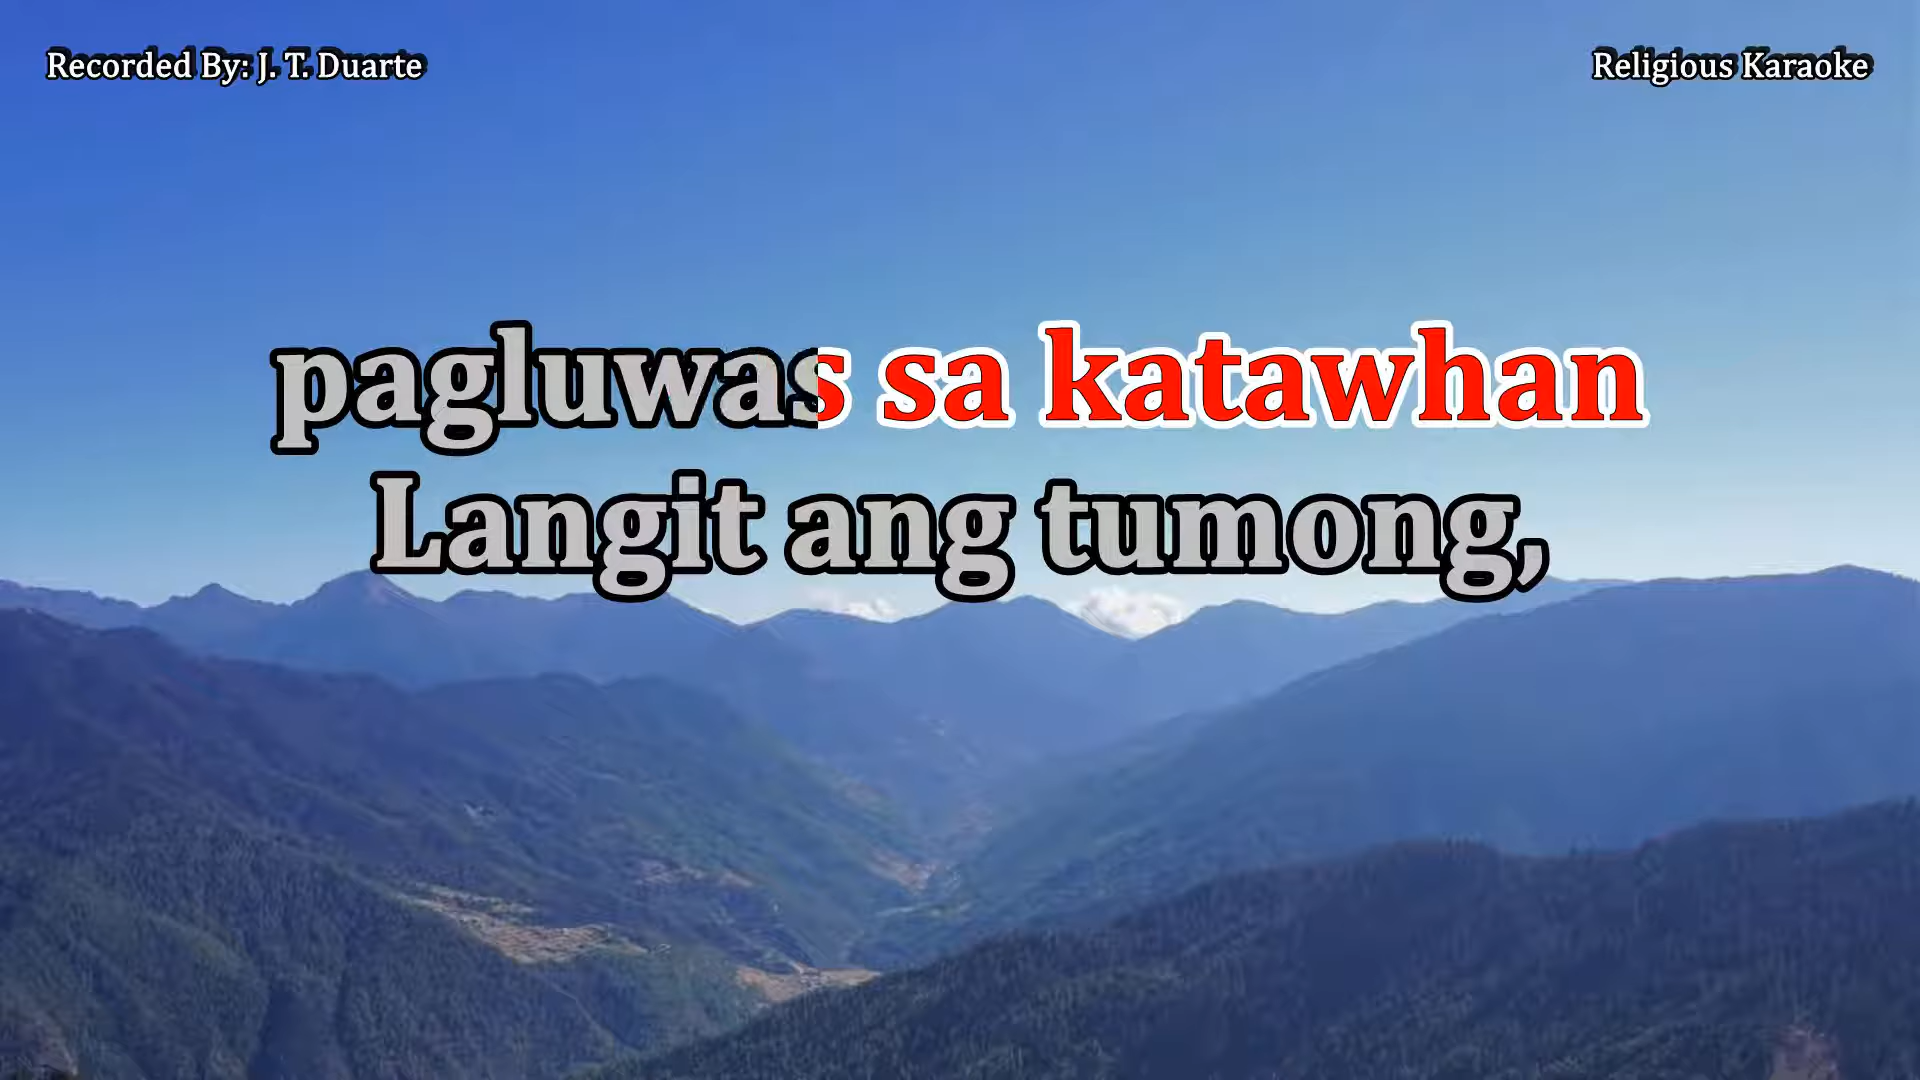 Recorded By: J. T. Duarte
Religious Karaoke
pagluwas sa katawhan
Langit ang tumong,